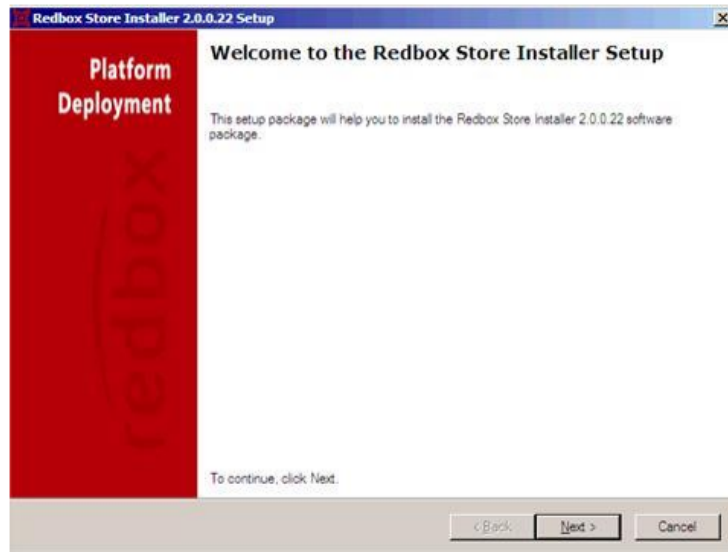 Redbox Store Installer 2.0.0.22 Setup
Platform
Deployment
redbox
Welcome to the Redbox Store Installer Setup
This setup package will help you to install the Redbox Store Installer 2.0.0.22 software
package.
To continue, click Next.
< Back
Next >
Cancel